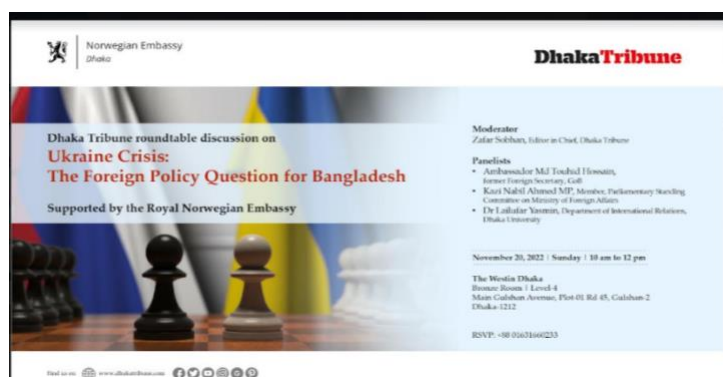 Norwegian Embassy
Dhaka
DhakaTribune
Dhaka Tribune roundtable discussion on
Ukraine Crisis:
The Foreign Policy Question for Bangladesh
Supported by the Royal Norwegian Embassy
Moderator
Zafar Sobhan, Editor in Chief, Dhaka Tribune
Panelists
• Ambassador Md Touhid Hossain,
former Foreign Secretary, GoB
• Kazi Nabil Ahmed MP, Member, Parliamentary Standing
Committee on Ministry of Foreign Affairs
• Dr Lailufar Yasmin, Department of International Relations,
Dhaka University
November 20, 2022 | Sunday | 10 am to 12 pm
The Westin Dhaka
Bronze Room | Level-4
Main Gulshan Avenue, Plot-01 Rd 45, Gulshan-2
Dhaka-1212
RSVP: +88 01631660233
Find us on www.dhakatribune.com